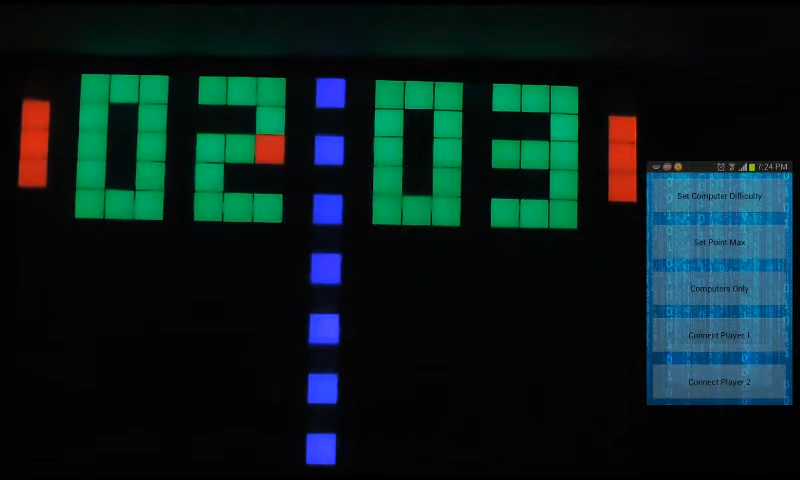 02 03
7:24 PM
Set Computer Difficulty
Set Point Max
Computers Only
Connect Player 1
Connect Player 2